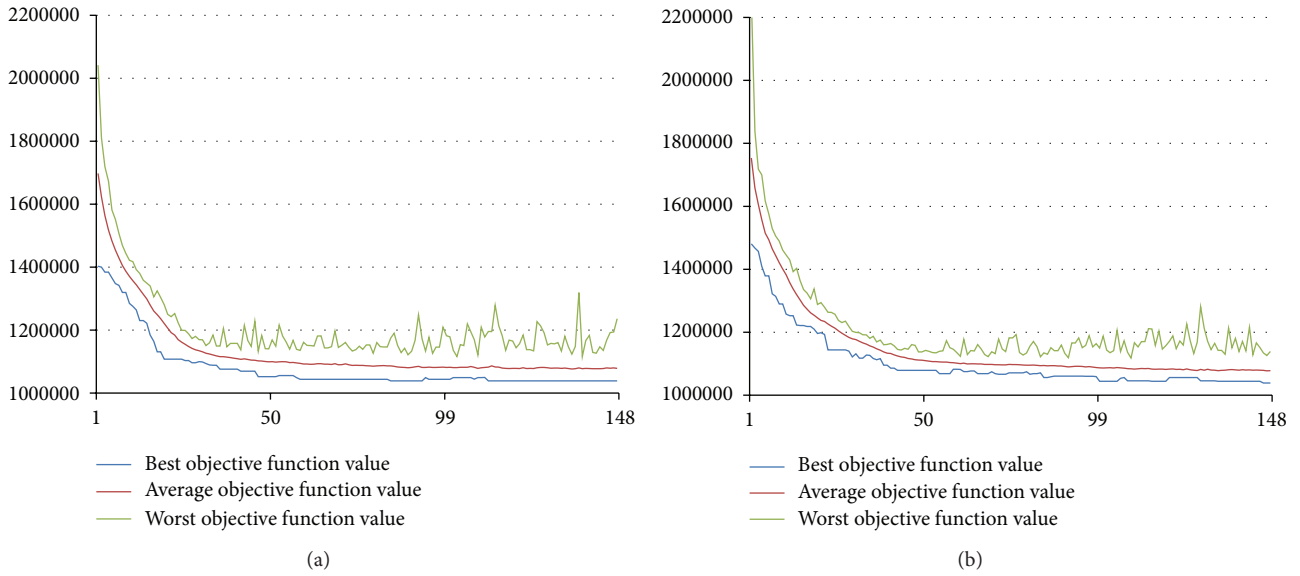 2200000
2000000
1800000
1600000
1400000
1200000
1000000
1
50
99
148
Best objective function value
Average objective function value
Worst objective function value
(a)
2200000
2000000
1800000
1600000
1400000
1200000
1000000
1
50
99
148
Best objective function value
Average objective function value
Worst objective function value
(b)